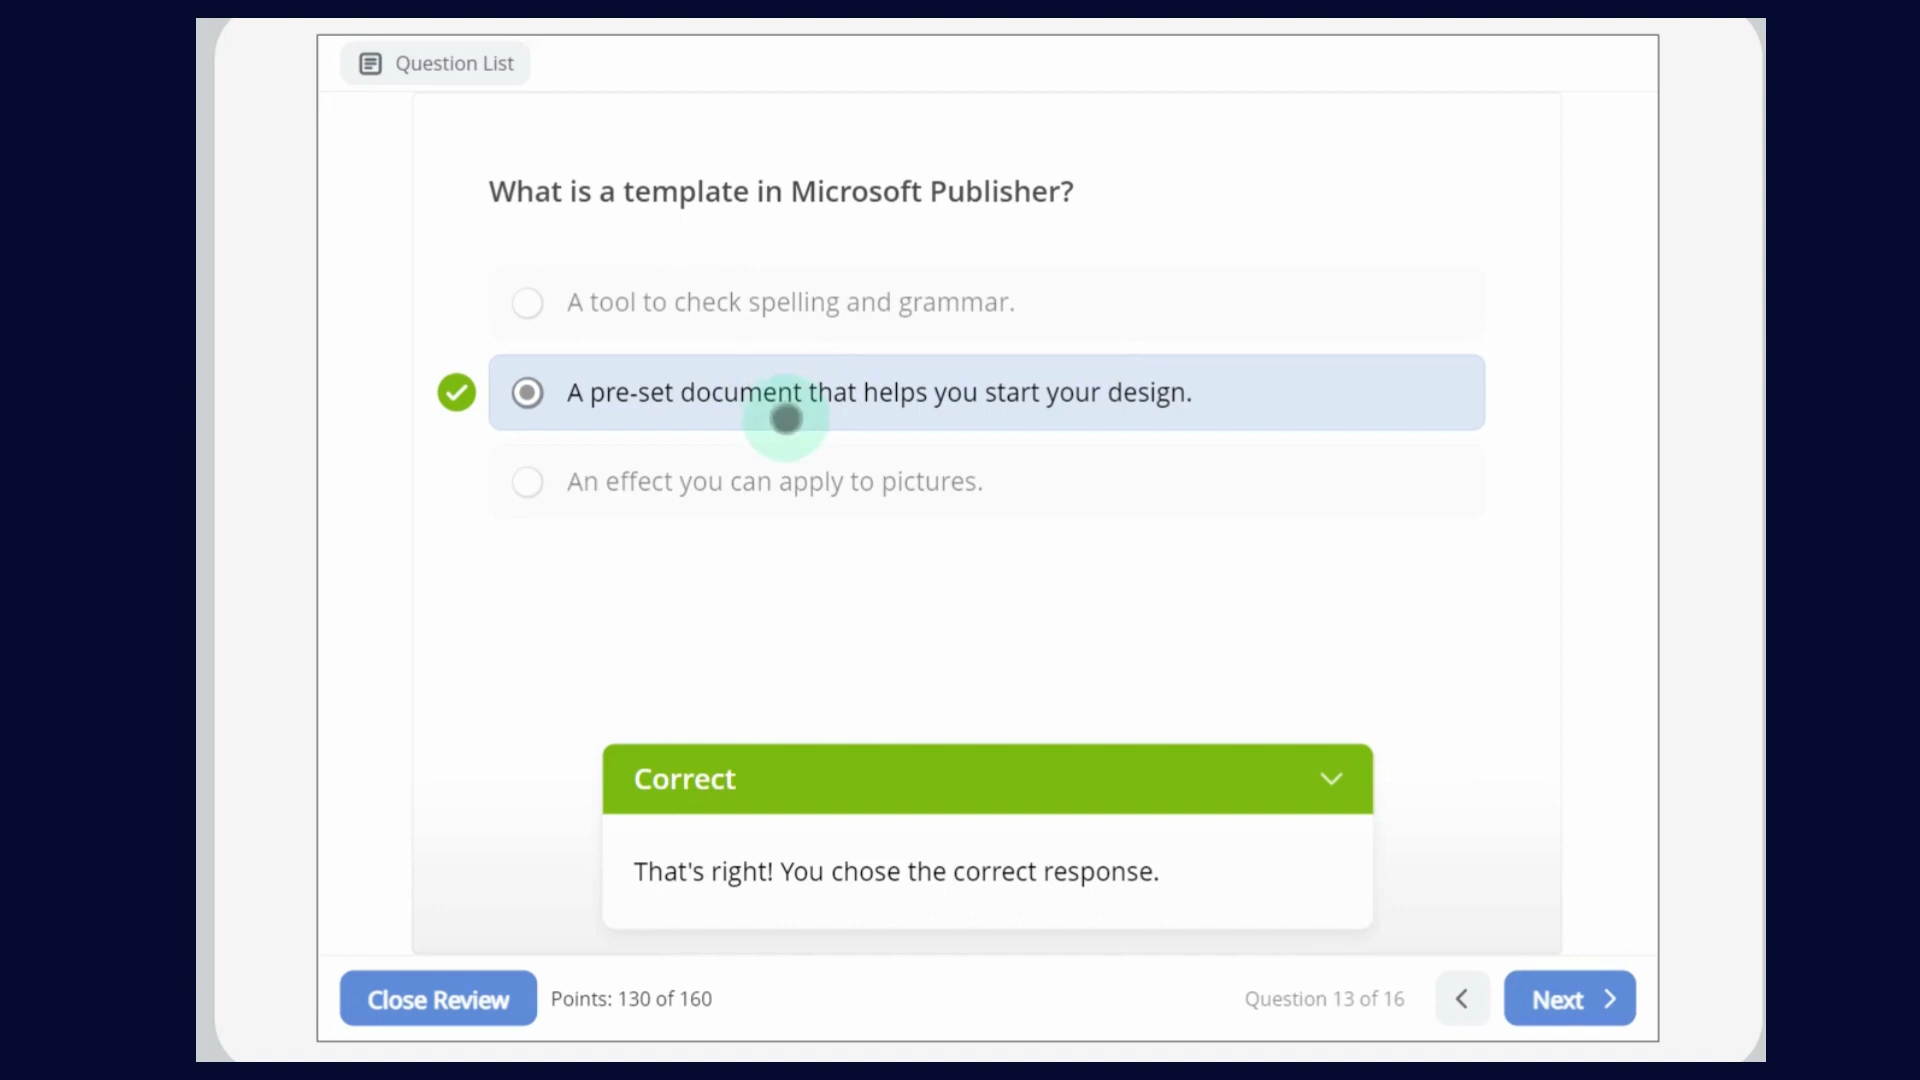 Question List
What is a template in Microsoft Publisher?
A tool to check spelling and grammar.
A pre-set document that helps you start your design.
An effect you can apply to pictures.
Correct
That's right! You chose the correct response.
Close Review
Points: 130 of 160
Question 13 of 16
Next